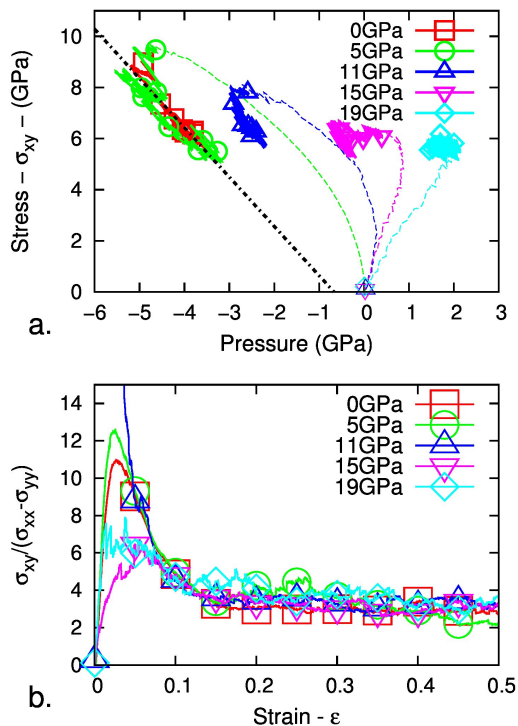 0GPa
5GPa
11GPa
15GPa
19GPa
Stress – σxy – (GPa)
10
8
6
4
2
0
−6 −5 −4 −3 −2 −1 0 1 2 3
Pressure (GPa)
a.
0GPa
5GPa
11GPa
15GPa
19GPa
σxy/(σxx-σyy)
14
12
10
8
6
4
2
0
0 0.1 0.2 0.3 0.4 0.5
Strain - ε
b.